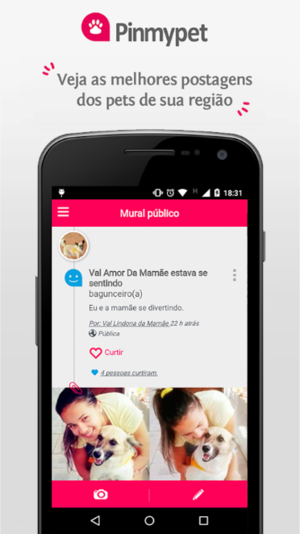 Pinmypet
Veja as melhores postagens
dos pets de sua região
18:31
Mural público
Val Amor Da Mamãe estava se
sentindo
bagunceiro(a)
Eu e a mamãe se divertindo.
Por: Val Lindona da Mamãe 22 h atrás
Pública
Curtir
4 pessoas curtiram.